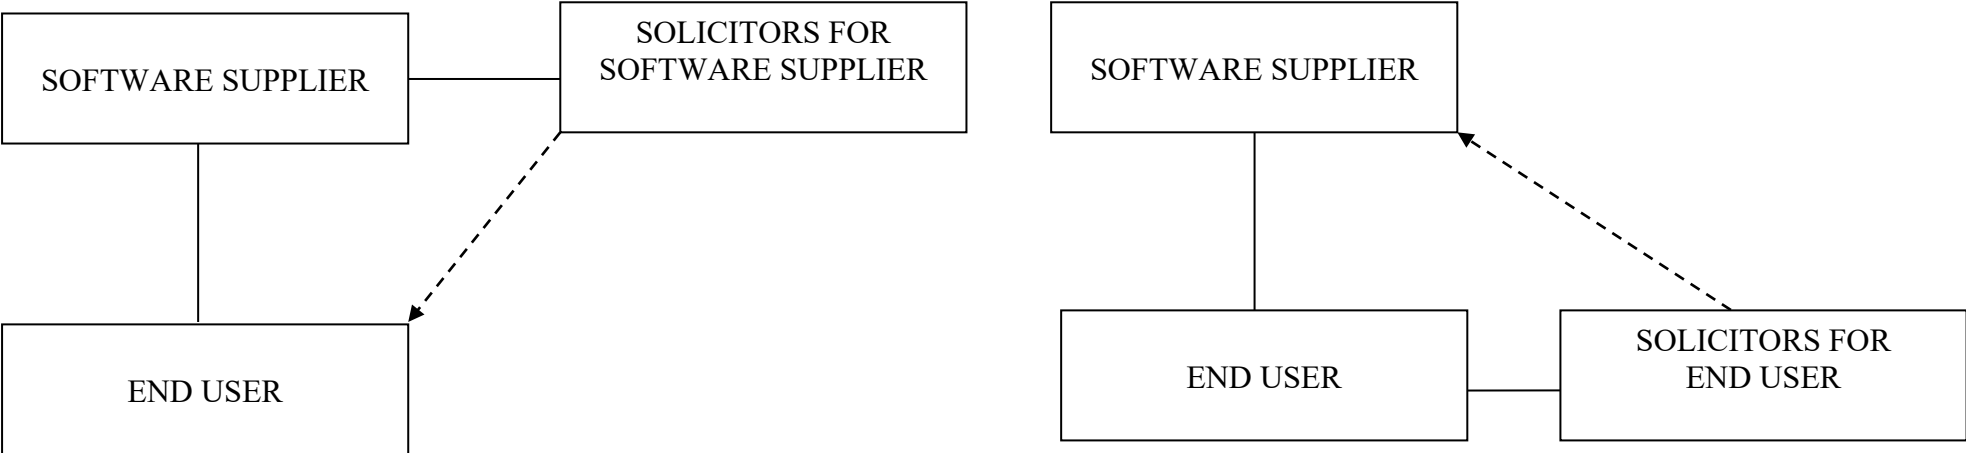 SOFTWARE SUPPLIER
SOLICITORS FOR
SOFTWARE SUPPLIER
END USER
SOFTWARE SUPPLIER
END USER
SOLICITORS FOR
END USER